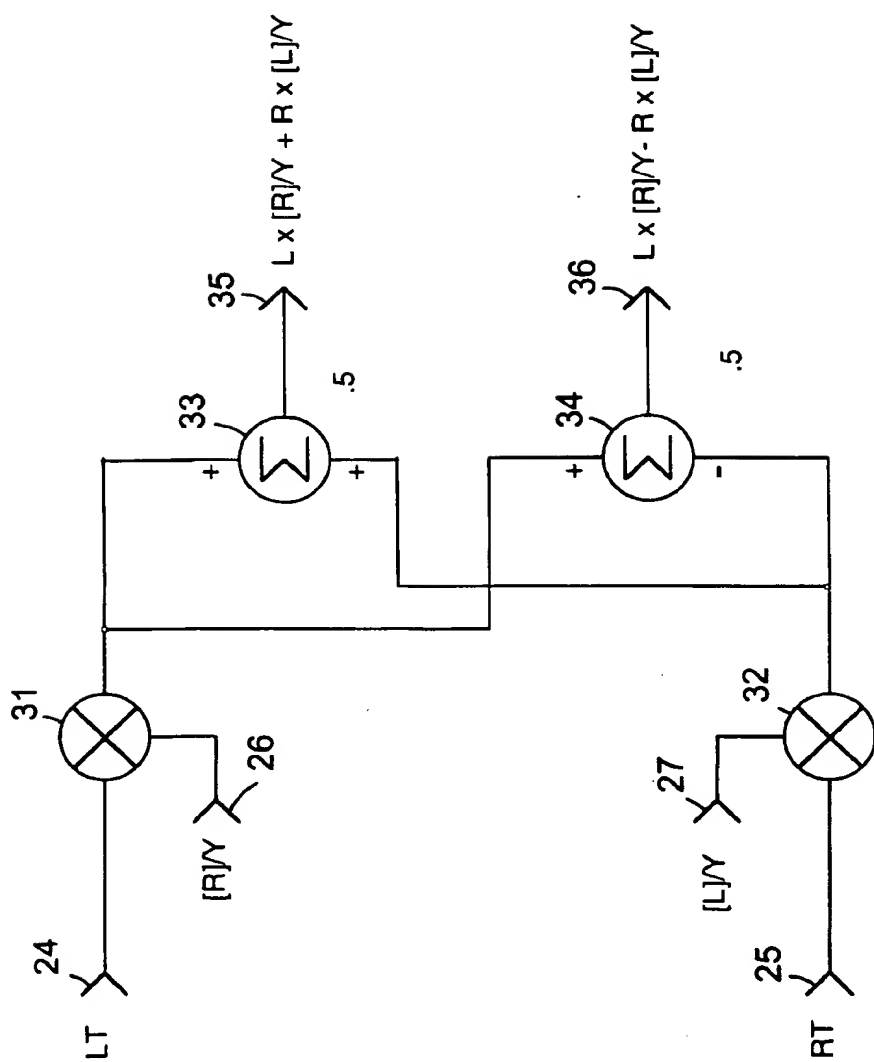 LT
24
31
[R]/Y
26
33
+
+
Σ
.5
35
L x [R]/Y + R x [L]/Y
34
+
-
Σ
.5
36
L x [R]/Y- R x [L]/Y
[L]/Y
27
32
RT
25